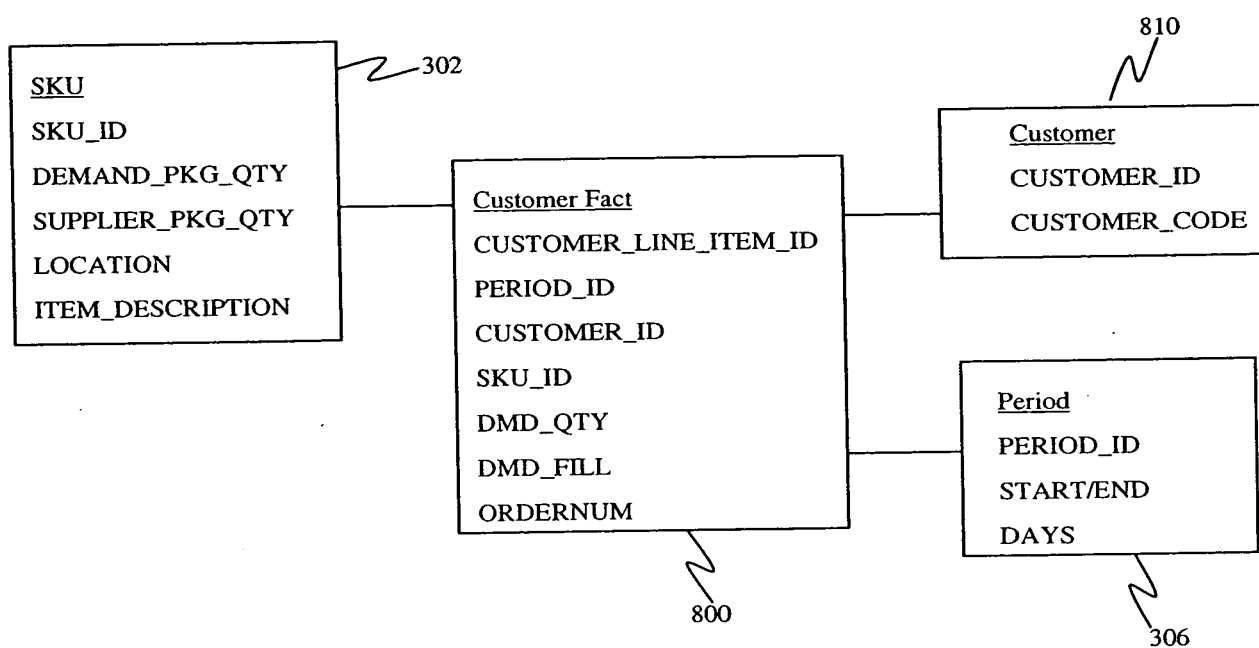 SKU
SKU_ID
DEMAND_PKG_QTY
SUPPLIER_PKG_QTY
LOCATION
ITEM_DESCRIPTION
302
Customer Fact
CUSTOMER_LINE_ITEM_ID
PERIOD_ID
CUSTOMER_ID
SKU_ID
DMD_QTY
DMD_FILL
ORDERNUM
800
810
Customer
CUSTOMER_ID
CUSTOMER_CODE
Period
PERIOD_ID
START/END
DAYS
306